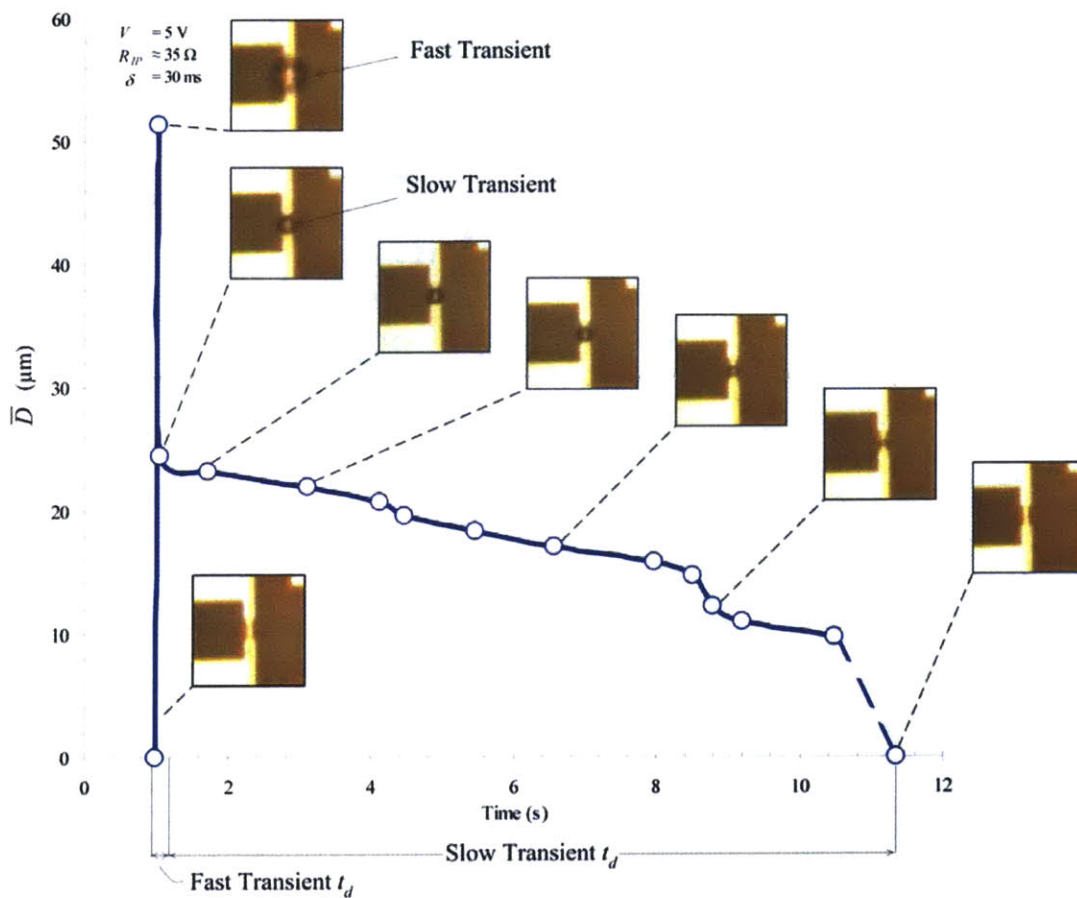 60
V = 5 V
R_IP ≈ 35 Ω
δ = 30 ms
Fast Transient
50
Slow Transient
40
30
D̅ (μm)
20
10
0
0 2 4 6 8 10 12
Time (s)
Slow Transient t_d
Fast Transient t_d